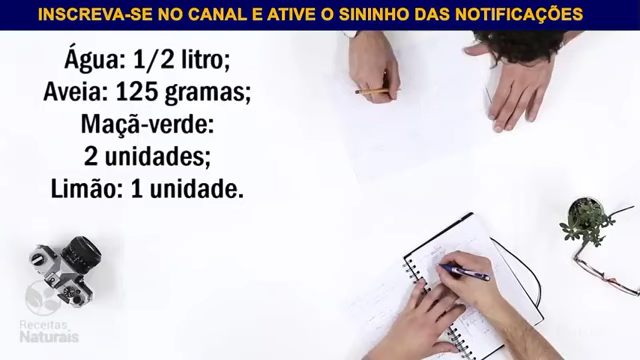 INSCREVA-SE NO CANAL E ATIVE O SININHO DAS NOTIFICAÇÕES
Água: 1/2 litro;
Aveia: 125 gramas;
Maçã-verde:
2 unidades;
Limão: 1 unidade.
Receitas
Naturais